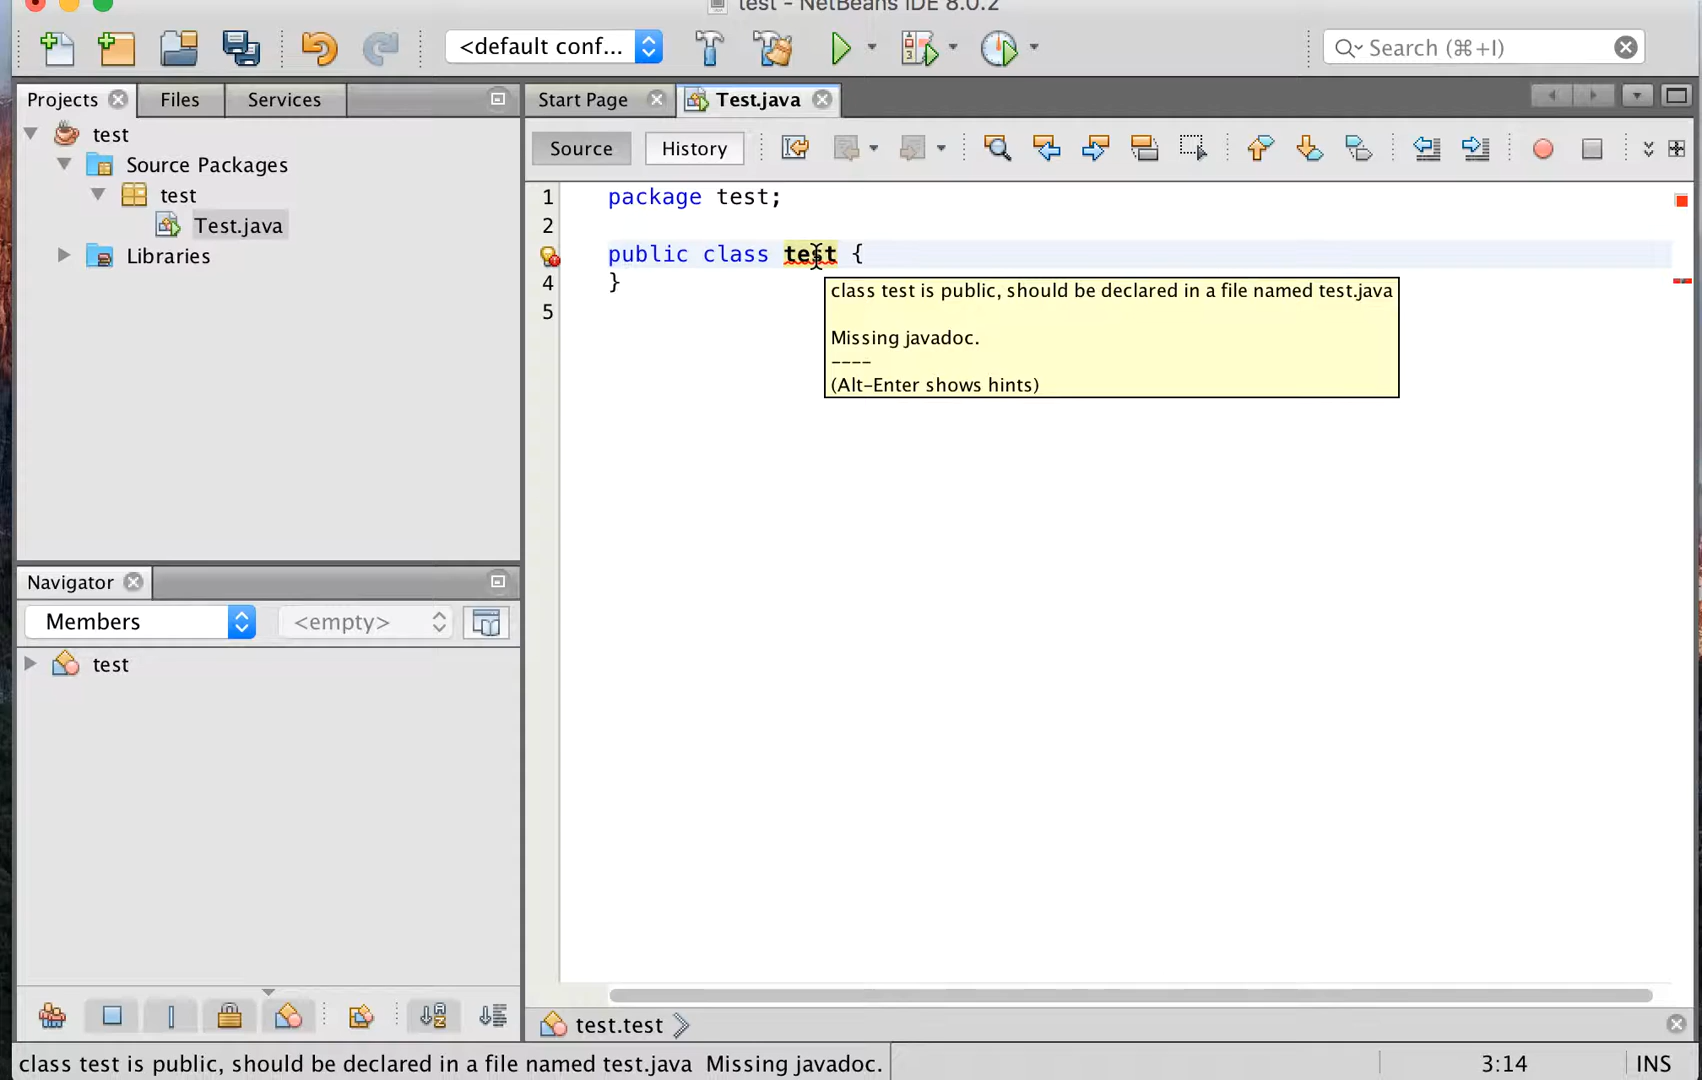 test - NetBeans IDE 8.0.2
<default conf...
Search (⌘+I)
Projects
Files
Services
test
Source Packages
test
Test.java
Libraries
Navigator
Members
<empty>
test
Start Page
Test.java
Source
History
1 package test;
2
public class test {
4 }
5
class test is public, should be declared in a file named test.java
Missing javadoc.
----
(Alt-Enter shows hints)
test.test
class test is public, should be declared in a file named test.java Missing javadoc.
3:14
INS